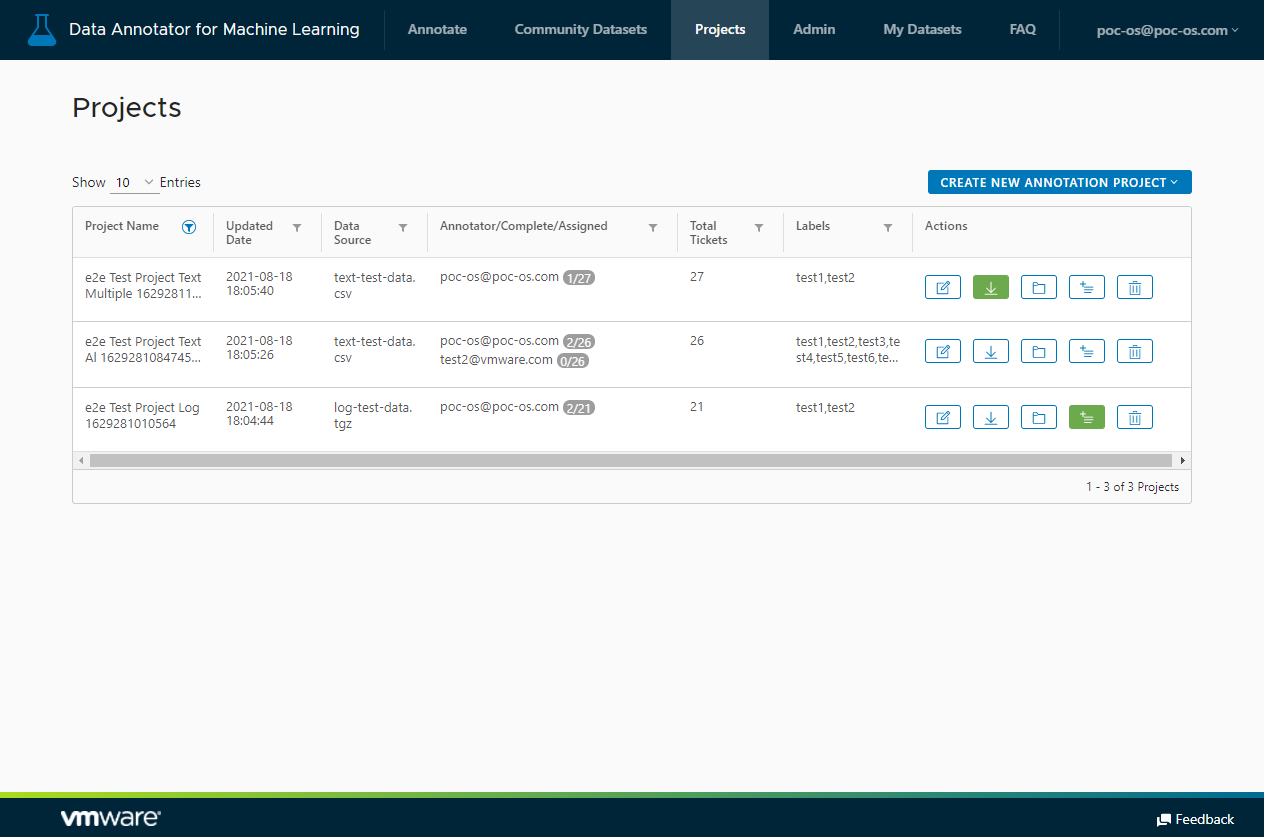 Data Annotator for Machine Learning
Annotate
Community Datasets
Projects
Admin
My Datasets
FAQ
poc-os@poc-os.com
Projects
Show 10 Entries
CREATE NEW ANNOTATION PROJECT
Project Name
Updated
Date
Data
Source
Annotator/Complete/Assigned
Total
Tickets
Labels
Actions
e2e Test Project Text
Multiple 16292811...
2021-08-18
18:05:40
text-test-data.
csv
poc-os@poc-os.com 1/27
27
test1,test2
e2e Test Project Text
Al 1629281084745...
2021-08-18
18:05:26
text-test-data.
csv
poc-os@poc-os.com 2/26
test2@vmware.com 0/26
26
test1,test2,test3,te
st4,test5,test6,te...
e2e Test Project Log
1629281010564
2021-08-18
18:04:44
log-test-data.
tgz
poc-os@poc-os.com 2/21
21
test1,test2
1 - 3 of 3 Projects
vmware
Feedback